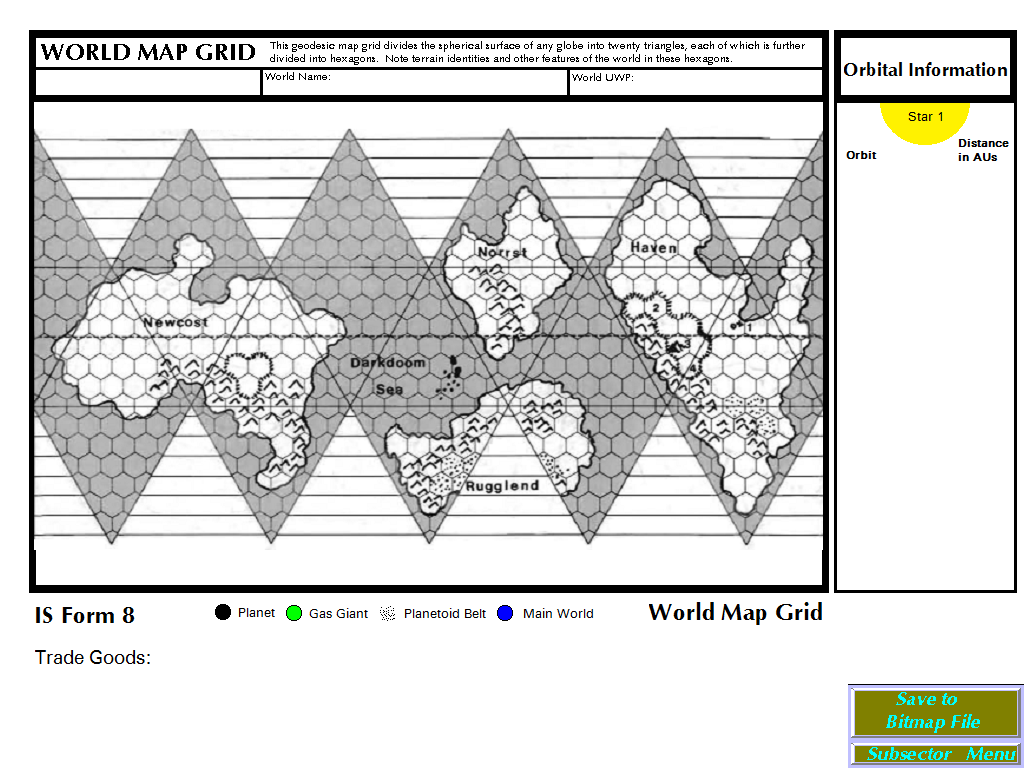 WORLD MAP GRID
This geodesic map grid divides the spherical surface of any globe into twenty triangles, each of which is further
divided into hexagons. Note terrain identities and other features of the world in these hexagons.
World Name:
World UWP:
Orbital Information
Star 1
Orbit
Distance
in AUs
Norrst
Haven
Newcost
2
1
3
4
Darkdoom
Sea
Rugglend
IS Form 8
Planet
Gas Giant
Planetoid Belt
Main World
World Map Grid
Trade Goods:
Save to
Bitmap File
Subsector Menu